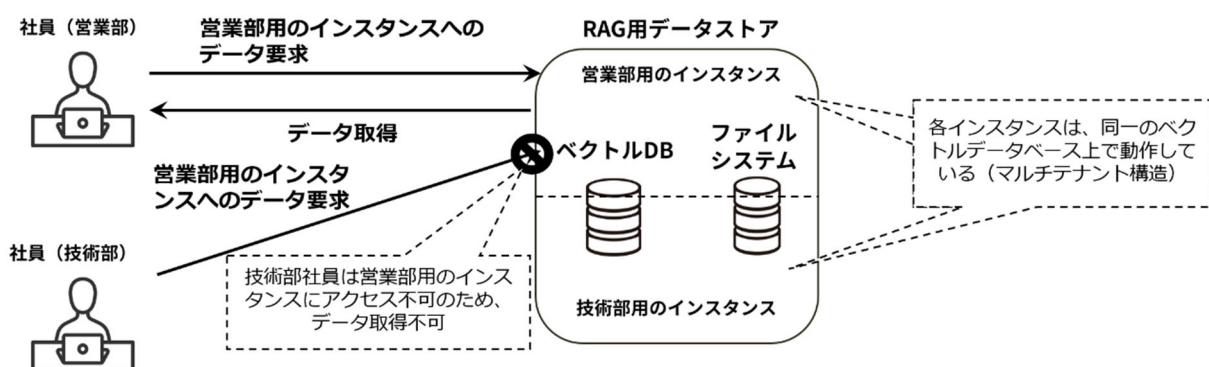 社員（営業部）
営業部用のインスタンスへの
データ要求
データ取得
営業部用のインスタ
ンスへのデータ要求
社員（技術部）
技術部社員は営業部用のインス
タンスにアクセス不可のため、
データ取得不可
RAG用データストア
営業部用のインスタンス
ベクトルDB
ファイル
システム
技術部用のインスタンス
各インスタンスは、同一のベク
トルデータベース上で動作して
いる（マルチテナント構造）